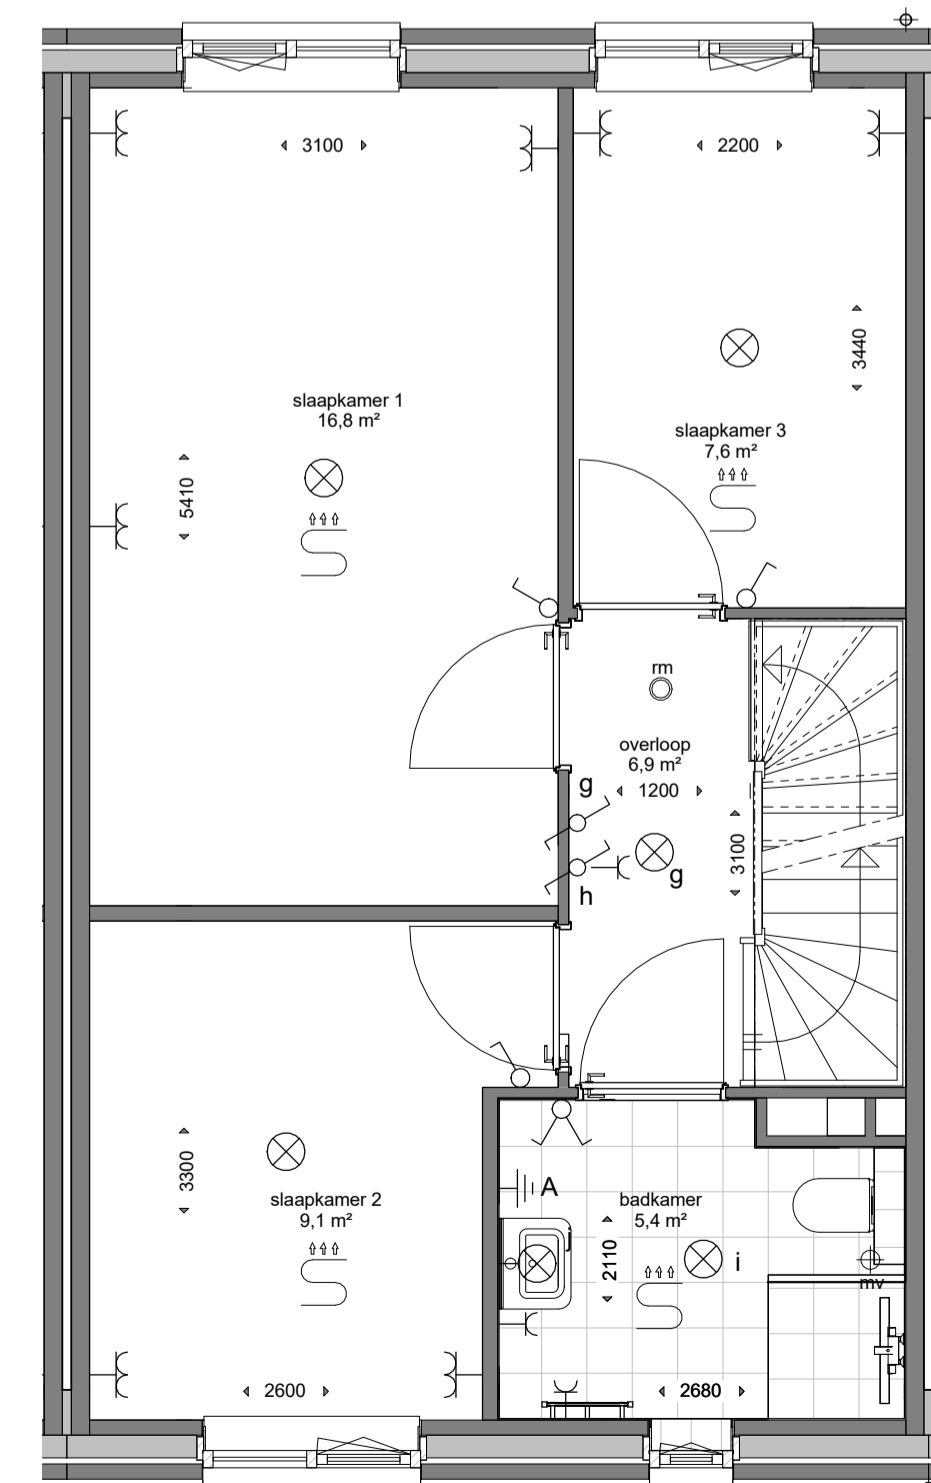 3100
2200
3440
slaapkamer 1
16,8 m²
slaapkamer 3
7,6 m²
5410
rm
overloop
6,9 m²
1200
g
3100
g
h
3300
slaapkamer 2
9,1 m²
A
badkamer
5,4 m²
2110
i
mv
2600
2680